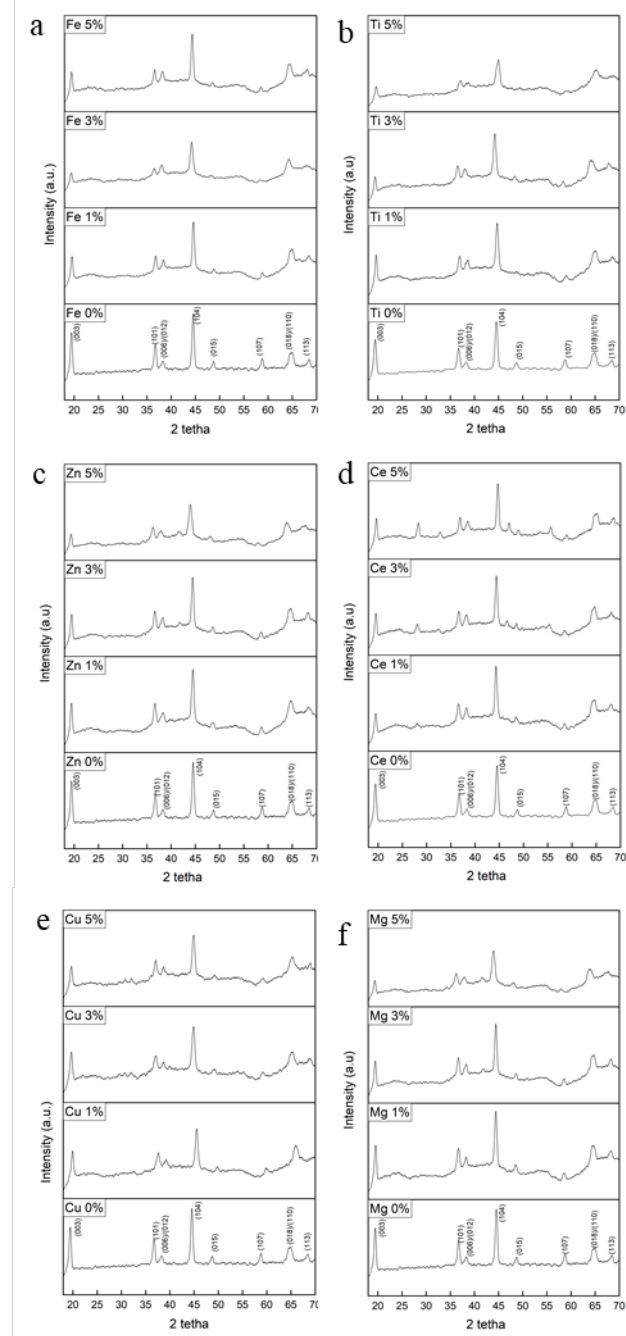 a
Fe 5%
Fe 3%
Fe 1%
Fe 0%
(003)
(101)
(006)/(012)
(104)
(015)
(107)
(018)/(110)
(113)
Intensity (a.u.)
20 25 30 35 40 45 50 55 60 65 70
2 tetha
b
Ti 5%
Ti 3%
Ti 1%
Ti 0%
(003)
(101)
(006)/(012)
(104)
(015)
(107)
(018)/(110)
(113)
Intensity (a.u)
20 25 30 35 40 45 50 55 60 65 70
2 tetha
c
Zn 5%
Zn 3%
Zn 1%
Zn 0%
(003)
(101)
(006)/(012)
(104)
(015)
(107)
(018)/(110)
(113)
Intensity (a.u)
20 25 30 35 40 45 50 55 60 65 70
2 tetha
d
Ce 5%
Ce 3%
Ce 1%
Ce 0%
(003)
(101)
(006)/(012)
(104)
(015)
(107)
(018)/(110)
(113)
Intensity (a.u)
20 25 30 35 40 45 50 55 60 65 70
2 tetha
e
Cu 5%
Cu 3%
Cu 1%
Cu 0%
(003)
(101)
(006)/(012)
(104)
(015)
(107)
(018)/(110)
(113)
Intensity (a.u.)
20 25 30 35 40 45 50 55 60 65 70
2 tetha
f
Mg 5%
Mg 3%
Mg 1%
Mg 0%
(003)
(101)
(006)/(012)
(104)
(015)
(107)
(018)/(110)
(113)
Intensity (a.u)
20 25 30 35 40 45 50 55 60 65 70
2 tetha